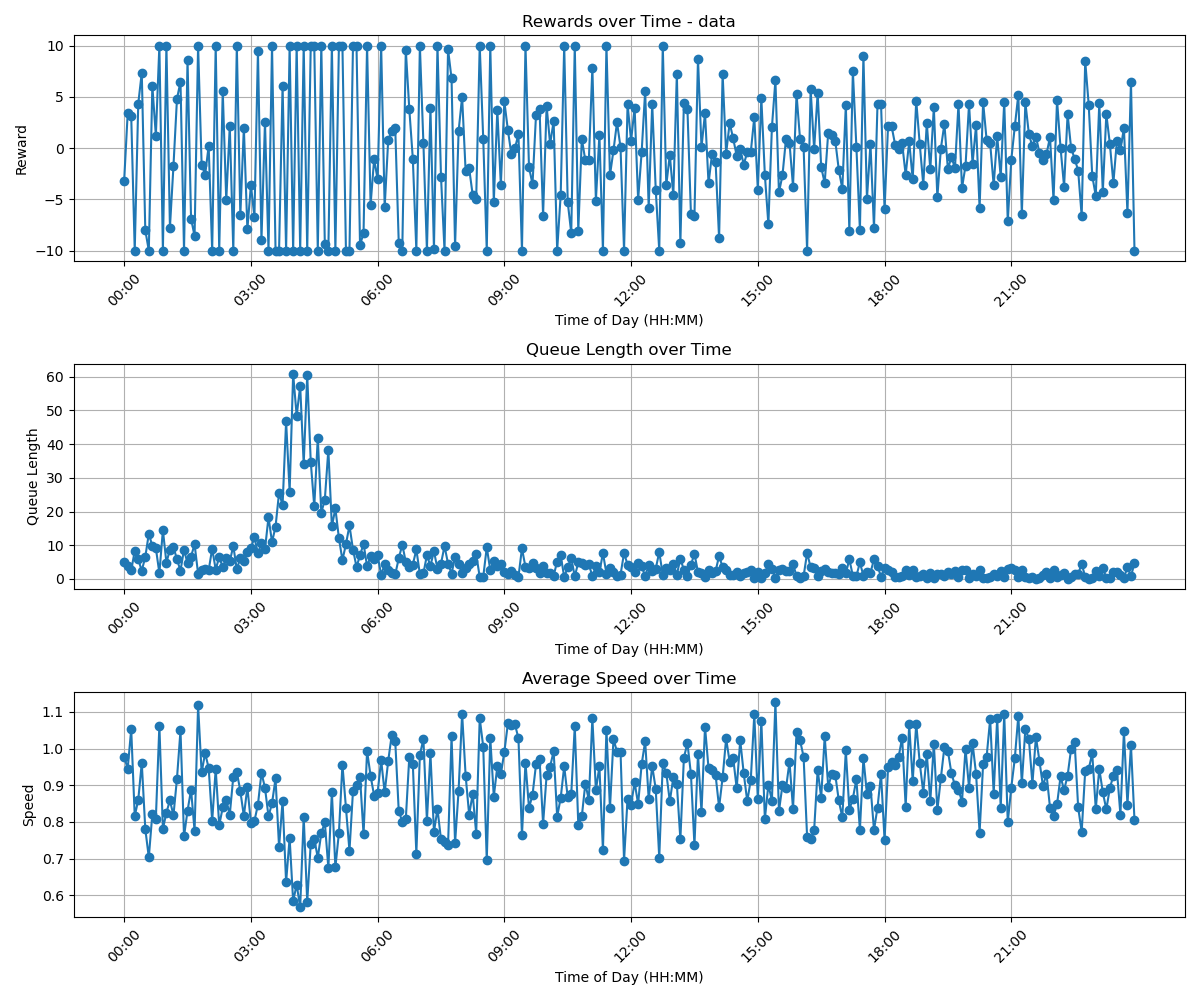 Rewards over Time - data
10
5
0
−5
−10
Reward
00:00 03:00 06:00 09:00 12:00 15:00 18:00 21:00
Time of Day (HH:MM)
Queue Length over Time
60
50
40
30
20
10
0
Queue Length
00:00 03:00 06:00 09:00 12:00 15:00 18:00 21:00
Time of Day (HH:MM)
Average Speed over Time
1.1
1.0
0.9
0.8
0.7
0.6
Speed
00:00 03:00 06:00 09:00 12:00 15:00 18:00 21:00
Time of Day (HH:MM)